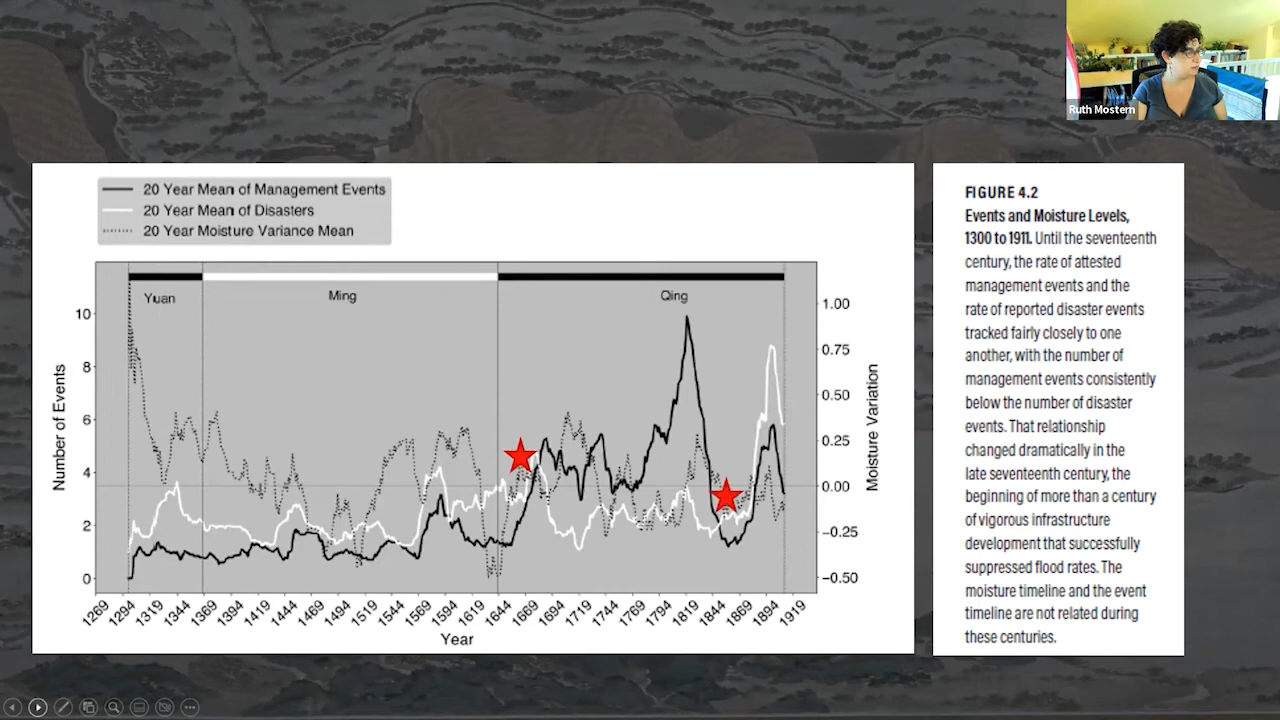 Ruth Mostern
20 Year Mean of Management Events
20 Year Mean of Disasters
20 Year Moisture Variance Mean
Yuan
Ming
Qing
10
8
6
4
2
0
Number of Events
1.00
0.75
0.50
0.25
0.00
−0.25
−0.50
Moisture Variation
1269
1294
1319
1344
1369
1394
1419
1444
1469
1494
1519
1544
1569
1594
1619
1644
1669
1694
1719
1744
1769
1794
1819
1844
1869
1894
1919
Year
FIGURE 4.2
Events and Moisture Levels,
1300 to 1911. Until the seventeenth
century, the rate of attested
management events and the
rate of reported disaster events
tracked fairly closely to one
another, with the number of
management events consistently
below the number of disaster
events. That relationship
changed dramatically in the
late seventeenth century, the
beginning of more than a century
of vigorous infrastructure
development that successfully
suppressed flood rates. The
moisture timeline and the event
timeline are not related during
these centuries.